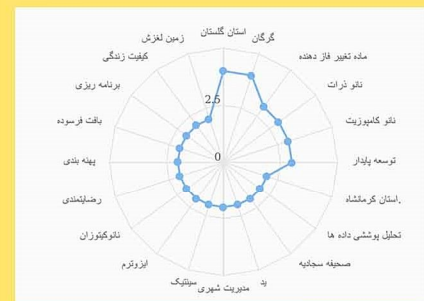 استان گلستان
گرگان
ماده تغییر فاز دهنده
نانو ذرات
نانو کامپوزیت
توسعه پایدار
استان کرمانشاه.
تحلیل پوششی داده ها
صحیفه سجادیه
ید
مدیریت شهری
سینتیک
ایزوترم
نانوکیتوزان
رضایتمندی
پهنه بندی
بافت فرسوده
برنامه ریزی
کیفیت زندگی
زمین لغزش
2.5
0